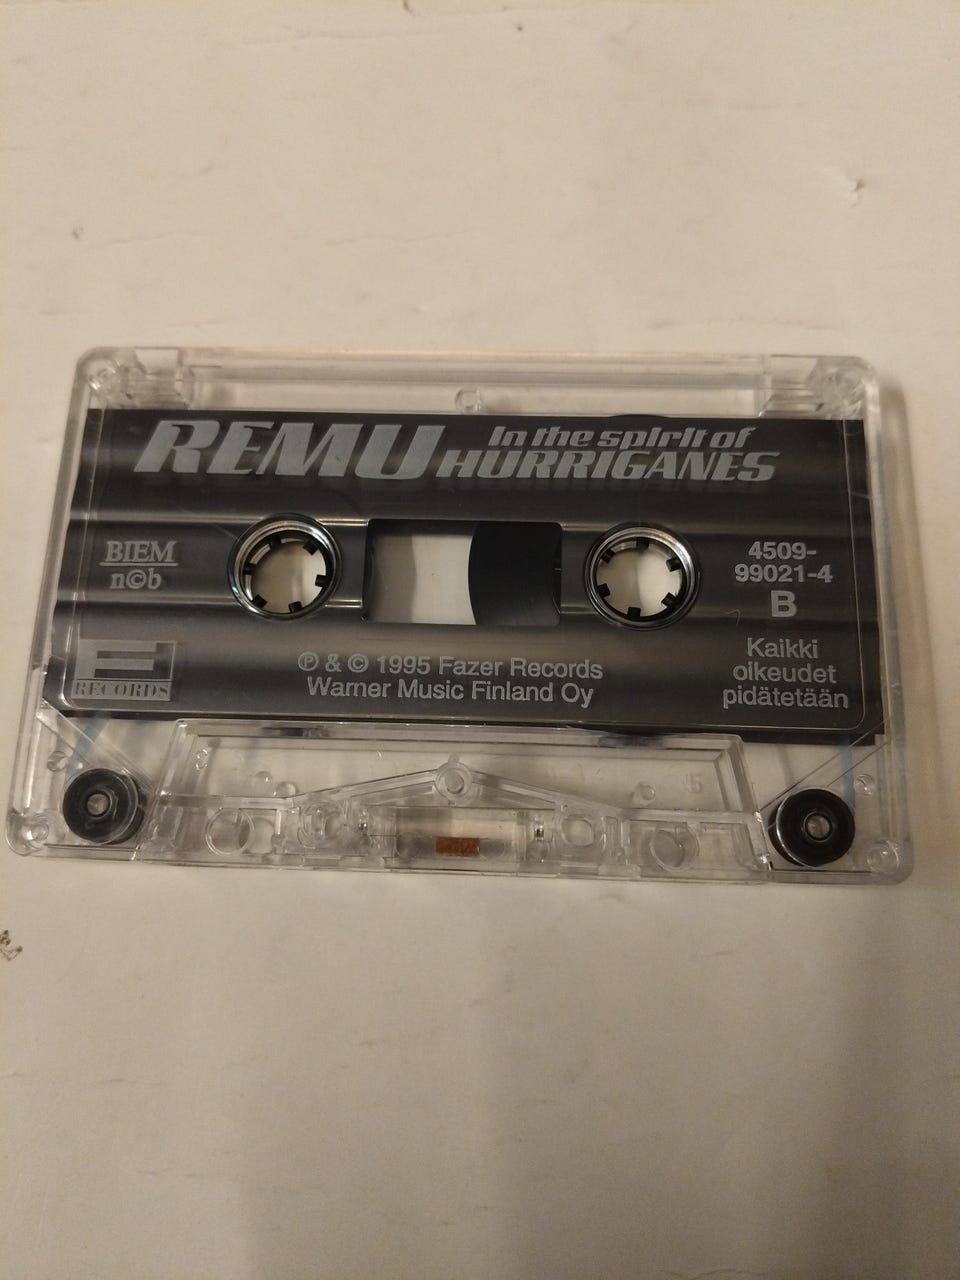 REMU In the spirit of
HURRIGANES
BIEM
n©b
4509-
99021-4
B
RECORDS
℗ & © 1995 Fazer Records
Warner Music Finland Oy
Kaikki
oikeudet
pidätetään